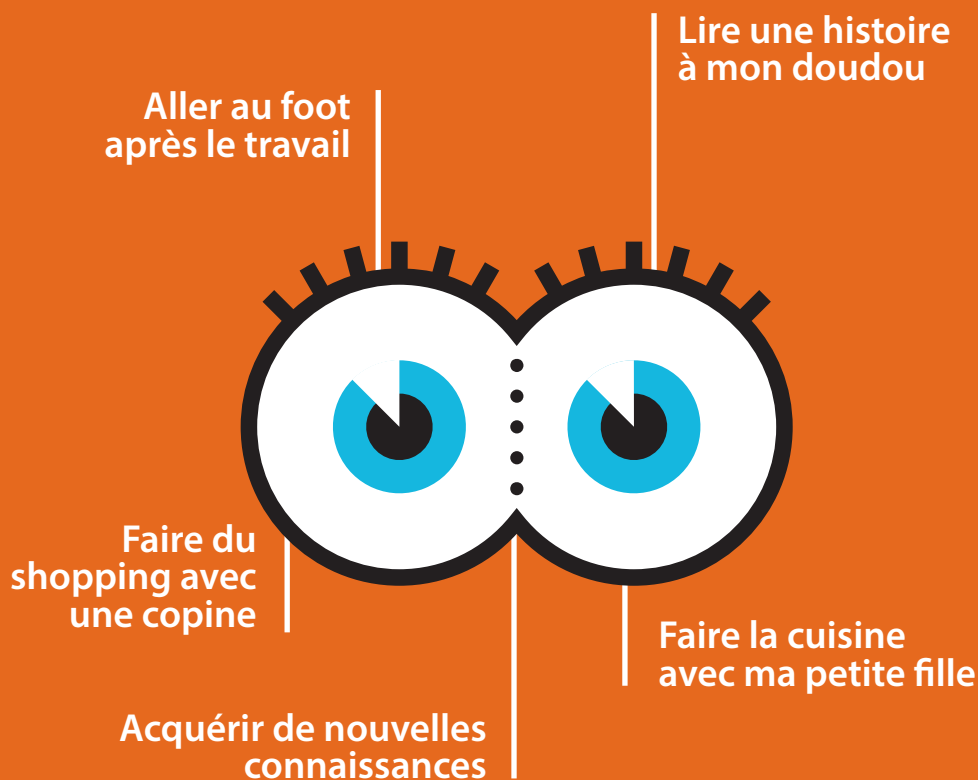 Lire une histoire
à mon doudou
Aller au foot
après le travail
Faire du
shopping avec
une copine
Faire la cuisine
avec ma petite fille
Acquérir de nouvelles
connaissances